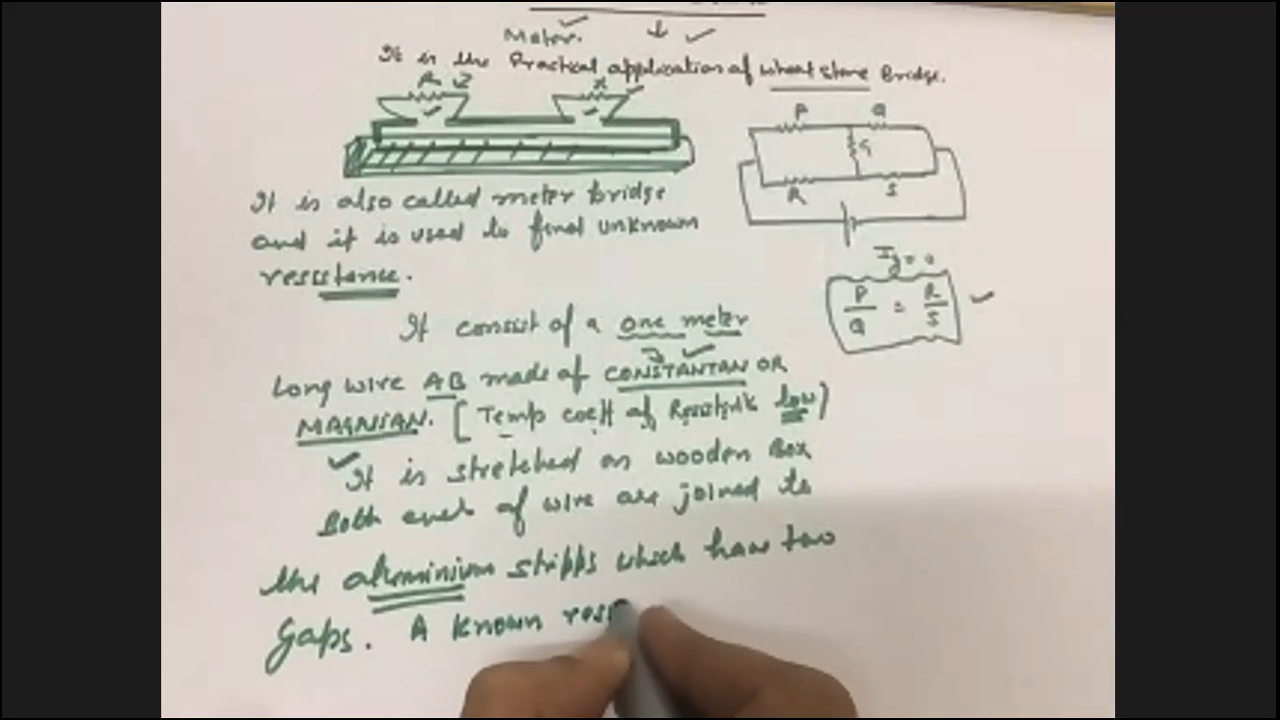 Meter.
It is the Practical application of wheat stone Bridge.
R X
P Q
G
R S
It is also called meter bridge
and it is used to find unknown
resistance.
Ig = 0
P/Q = R/S
It consist of a one meter
Long wire AB made of CONSTANTAN OR
MAGNIAN. [Temp coeff of Resist low)
It is stretched on wooden Box
Both ends of wire are joined to
the aluminium stripps which have two
gaps. A known resi